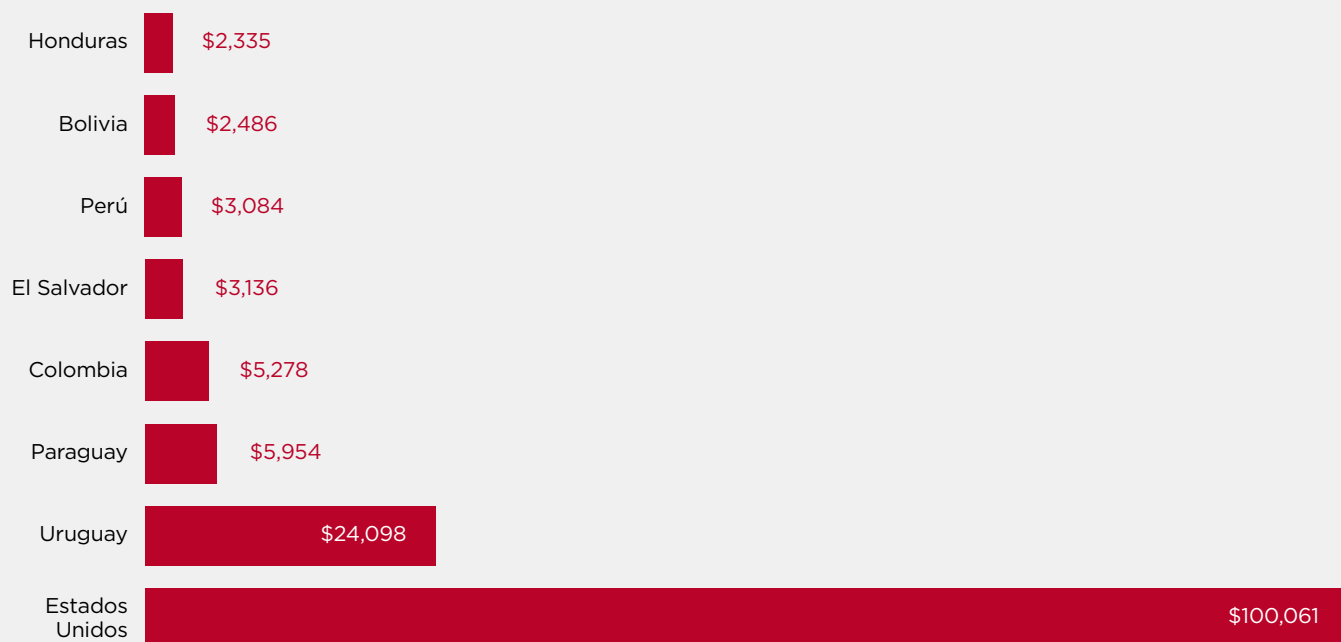 Honduras $2,335
Bolivia $2,486
Perú $3,084
El Salvador $3,136
Colombia $5,278
Paraguay $5,954
Uruguay $24,098
Estados
Unidos
$100,061